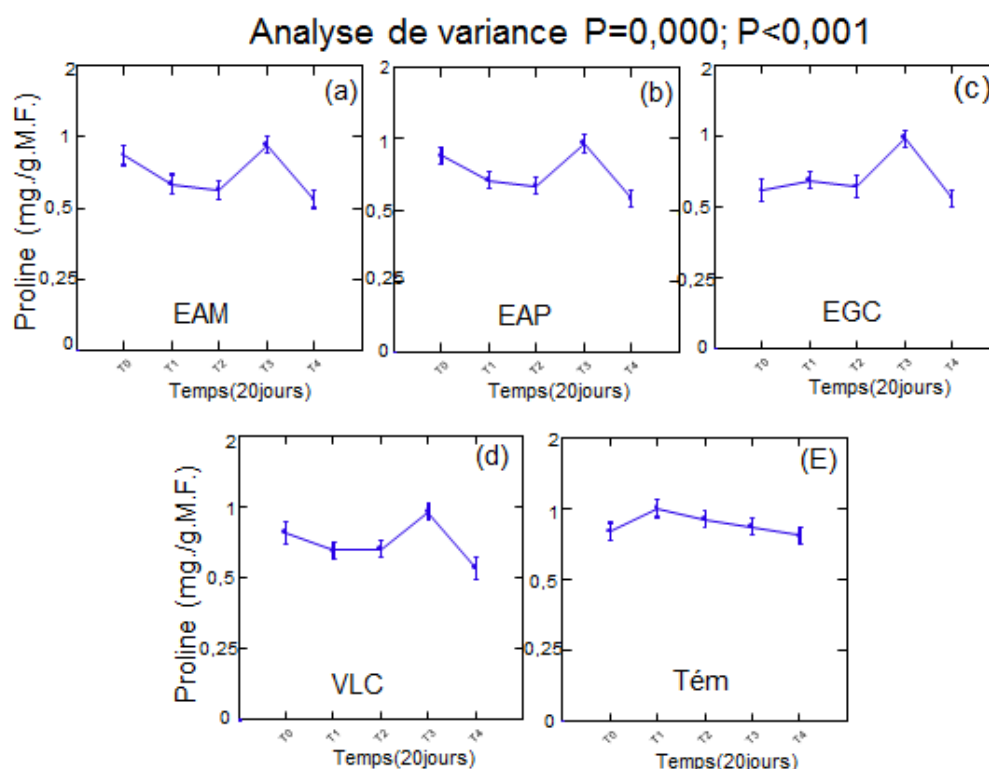 Analyse de variance P=0,000; P<0,001
Proline (mg./g.M.F.)
2
1
0,5
0,25
0
(a)
EAM
T0 T1 T2 T3 T4
Temps(20jours)
2
1
0,5
0,25
0
(b)
EAP
T0 T1 T2 T3 T4
Temps(20jours)
2
1
0,5
0,25
0
(c)
EGC
T0 T1 T2 T3 T4
Temps(20jours)
Proline (mg./g.M.F.)
2
1
0,5
0,25
0
(d)
VLC
T0 T1 T2 T3 T4
Temps(20jours)
2
1
0,5
0,25
0
(E)
Tém
T0 T1 T2 T3 T4
Temps(20jours)